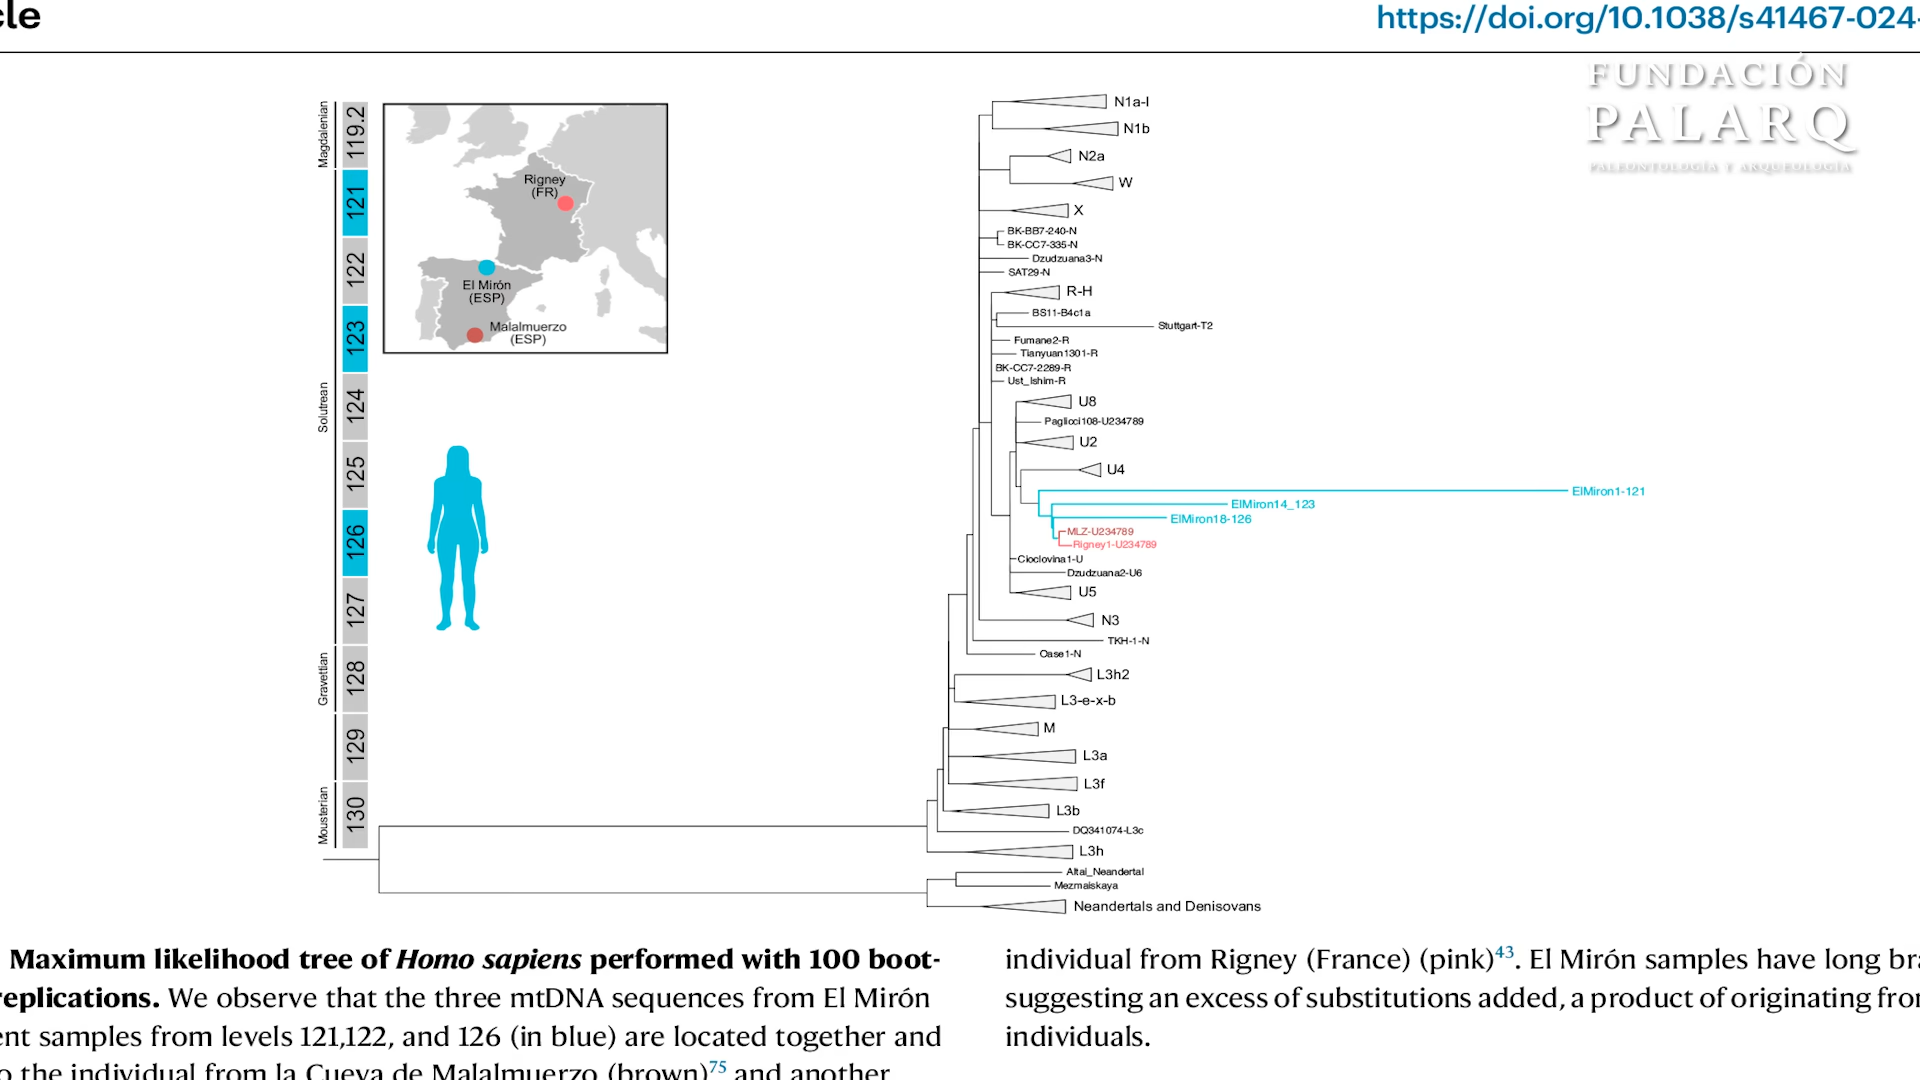 cle
https://doi.org/10.1038/s41467-024-
FUNDACIÓN
PALARQ
PALEONTOLOGÍA Y ARQUEOLOGÍA
Magdalenian
Solutrean
Gravettian
Mousterian
119.2
121
122
123
124
125
126
127
128
129
130
Rigney
(FR)
El Mirón
(ESP)
Malalmuerzo
(ESP)
N1a-I
N1b
N2a
W
X
BK-BB7-240-N
BK-CC7-335-N
Dzudzuana3-N
SAT29-N
R-H
BS11-B4c1a
Stuttgart-T2
Fumane2-R
Tianyuan1301-R
BK-CC7-2289-R
Ust_Ishim-R
U8
Paglicci108-U234789
U2
U4
ElMiron1-121
ElMiron14_123
ElMiron18-126
MLZ-U234789
Rigney1-U234789
Cioclovina1-U
Dzudzuana2-U6
U5
N3
TKH-1-N
Oase1-N
L3h2
L3-e-x-b
M
L3a
L3f
L3b
DQ341074-L3c
L3h
Altai_Neandertal
Mezmaiskaya
Neandertals and Denisovans
Maximum likelihood tree of Homo sapiens performed with 100 boot-
replications. We observe that the three mtDNA sequences from El Mirón
ent samples from levels 121,122, and 126 (in blue) are located together and
o the individual from la Cueva de Malalmuerzo (brown)75 and another
individual from Rigney (France) (pink)43. El Mirón samples have long bra
suggesting an excess of substitutions added, a product of originating fro
individuals.